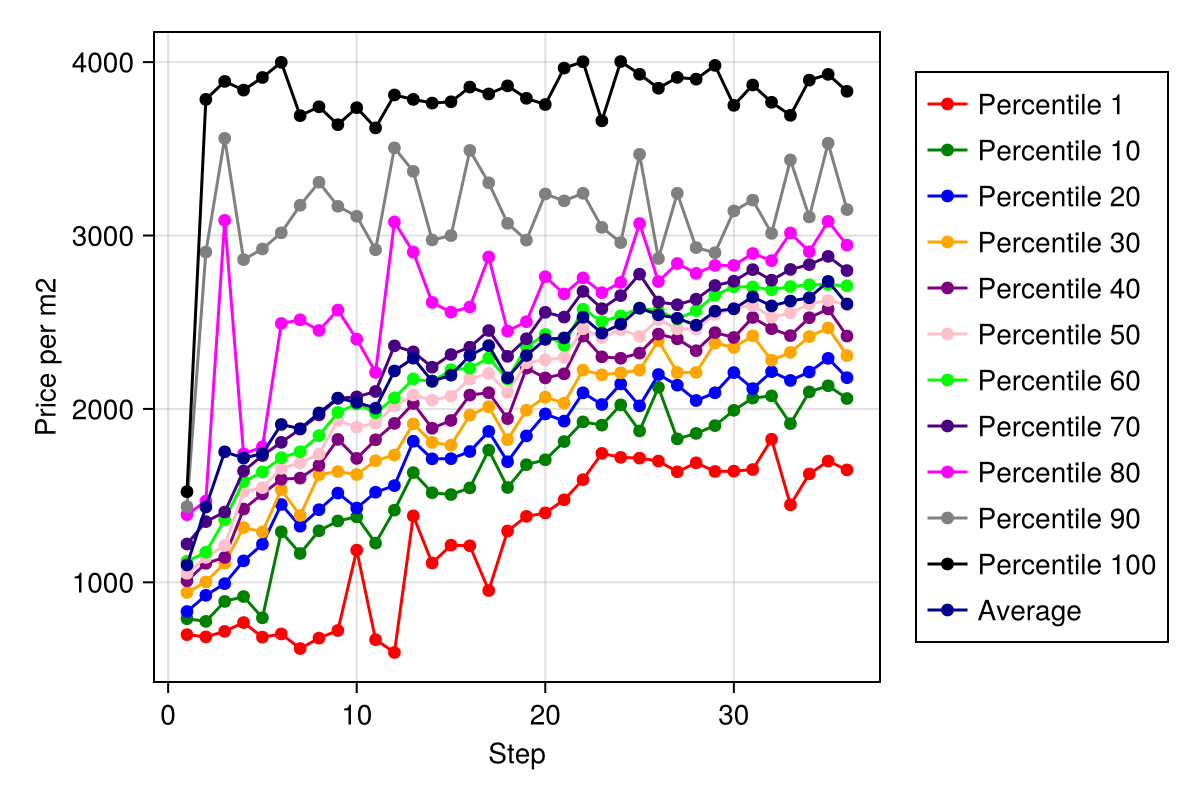 4000
3000
2000
1000
Price per m2
0
10
20
30
Step
Percentile 1
Percentile 10
Percentile 20
Percentile 30
Percentile 40
Percentile 50
Percentile 60
Percentile 70
Percentile 80
Percentile 90
Percentile 100
Average